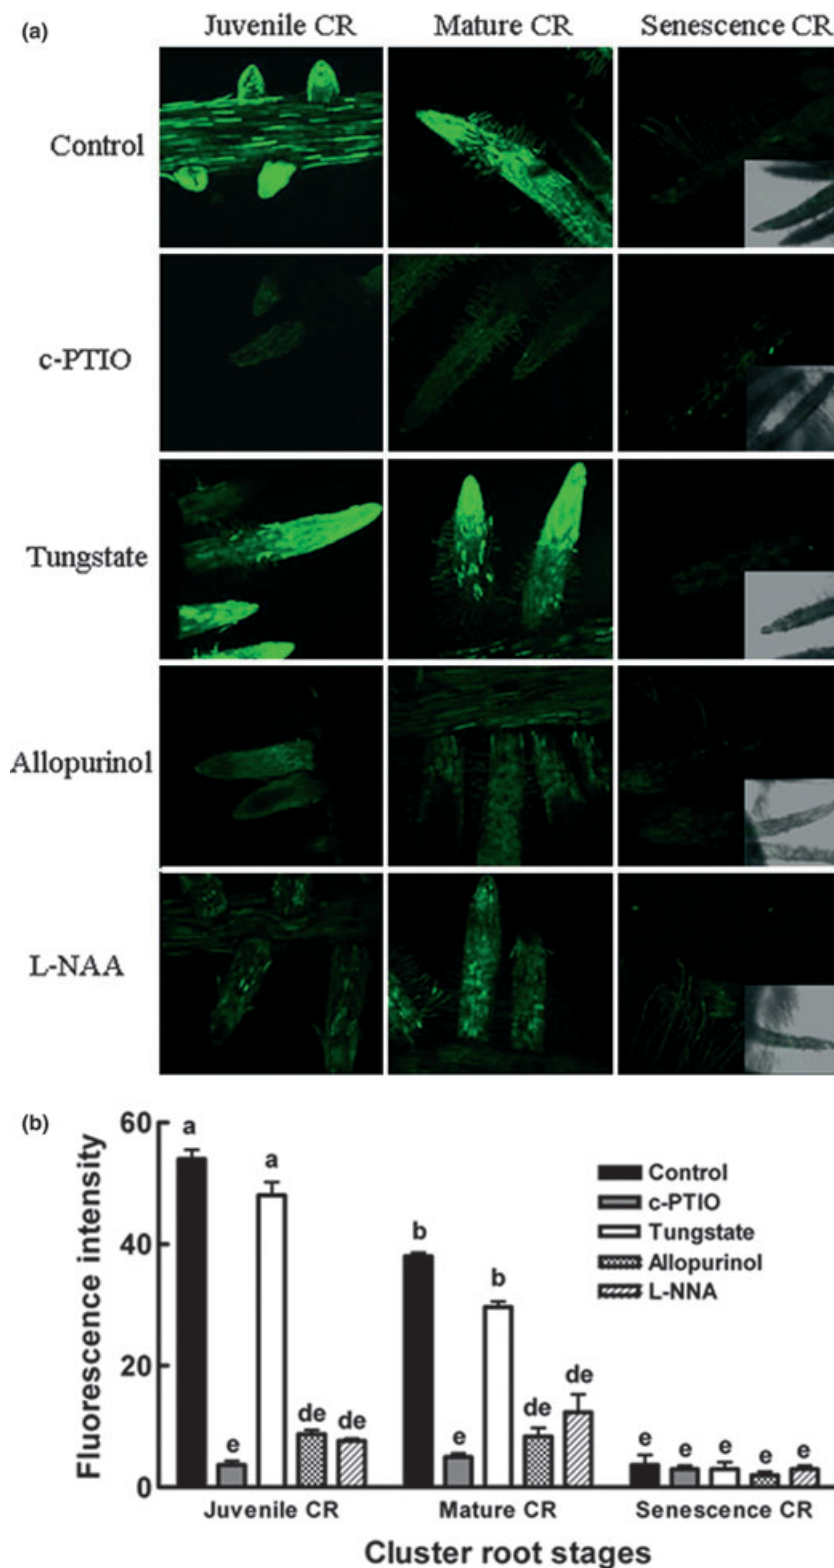 (a)
Juvenile CR Mature CR Senescence CR
Control
c-PTIO
Tungstate
Allopurinol
L-NAA
(b)
Fluorescence intensity
60
40
20
0
a
e
a
de
de
b
e
b
de
de
e
e
e
e
e
Control
c-PTIO
Tungstate
Allopurinol
L-NNA
Juvenile CR Mature CR Senescence CR
Cluster root stages